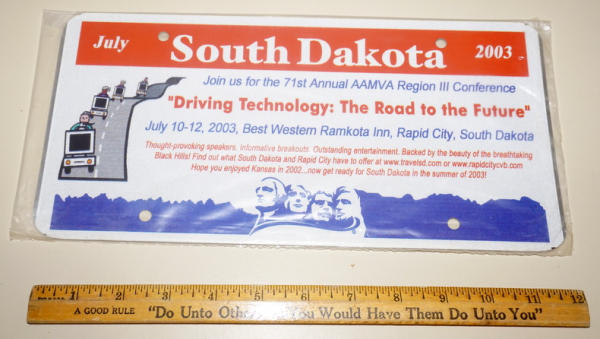 July South Dakota 2003
Join us for the 71st Annual AAMVA Region III Conference
"Driving Technology: The Road to the Future"
July 10-12, 2003, Best Western Ramkota Inn, Rapid City, South Dakota
Thought-provoking speakers. Informative breakouts. Outstanding entertainment. Backed by the beauty of the breathtaking
Black Hills! Find out what South Dakota and Rapid City have to offer at www.travelsd.com or www.rapidcitycvb.com
Hope you enjoyed Kansas in 2002...now get ready for South Dakota in the summer of 2003!
1 2 3 4 5 6 7 8 9 10 11 12
A GOOD RULE "Do Unto Others You Would Have Them Do Unto You"